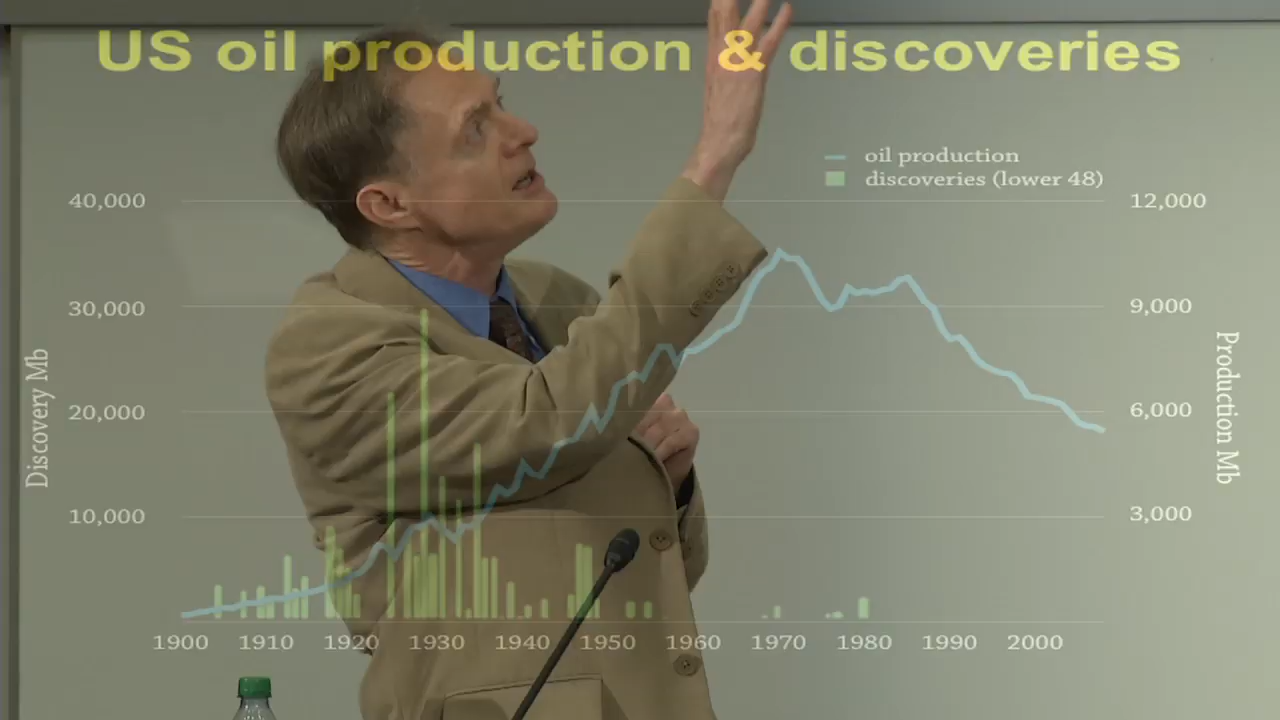 US oil production & discoveries
oil production
discoveries (lower 48)
40,000
30,000
20,000
10,000
Discovery Mb
12,000
9,000
6,000
3,000
Production Mb
1900 1910 1920 1930 1940 1950 1960 1970 1980 1990 2000